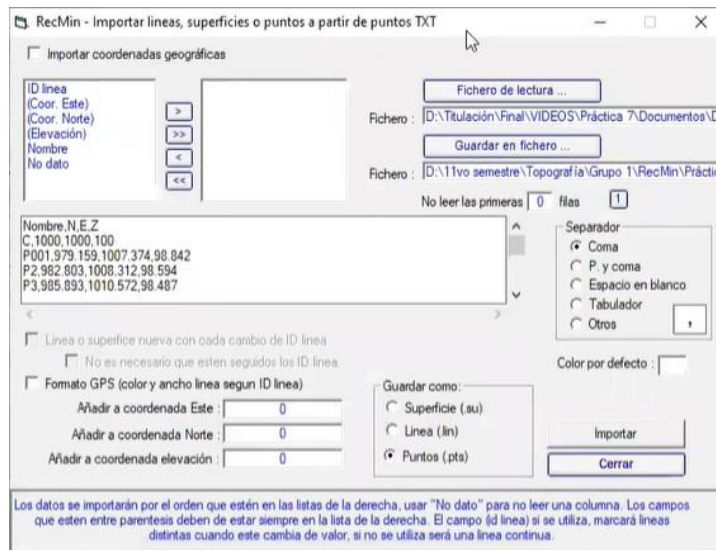 RecMin - Importar lineas, superficies o puntos a partir de puntos TXT
Importar coordenadas geográficas
ID linea
(Coor. Este)
(Coor. Norte)
(Elevación)
Nombre
No dato
>
>>
<
<<
Fichero de lectura ...
Fichero : D:\Titulación\Final\VIDEOS\Práctica 7\Documentos\D
Guardar en fichero ...
Fichero : D:\11vo semestre\Topografía\Grupo 1\RecMin\Práctic
No leer las primeras 0 filas 1
Nombre,N,E,Z
C,1000,1000,100
P001,979.159,1007.374,98.842
P2,982.803,1008.312,98.594
P3,985.893,1010.572,98.487
Separador
Coma
P. y coma
Espacio en blanco
Tabulador
Otros ,
Linea o superfice nueva con cada cambio de ID linea
No es necesario que esten seguidos los ID linea
Color por defecto :
Formato GPS (color y ancho linea segun ID linea)
Añadir a coordenada Este : 0
Añadir a coordenada Norte : 0
Añadir a coordenada elevación : 0
Guardar como:
Superficie (.su)
Linea (.lin)
Puntos (.pts)
Importar
Cerrar
Los datos se importarán por el orden que estén en las listas de la derecha, usar "No dato" para no leer una columna. Los campos
que esten entre parentesis deben de estar siempre en la lista de la derecha. El campo (id linea) si se utiliza, marcará lineas
distintas cuando este cambia de valor, si no se utiliza será una linea continua.